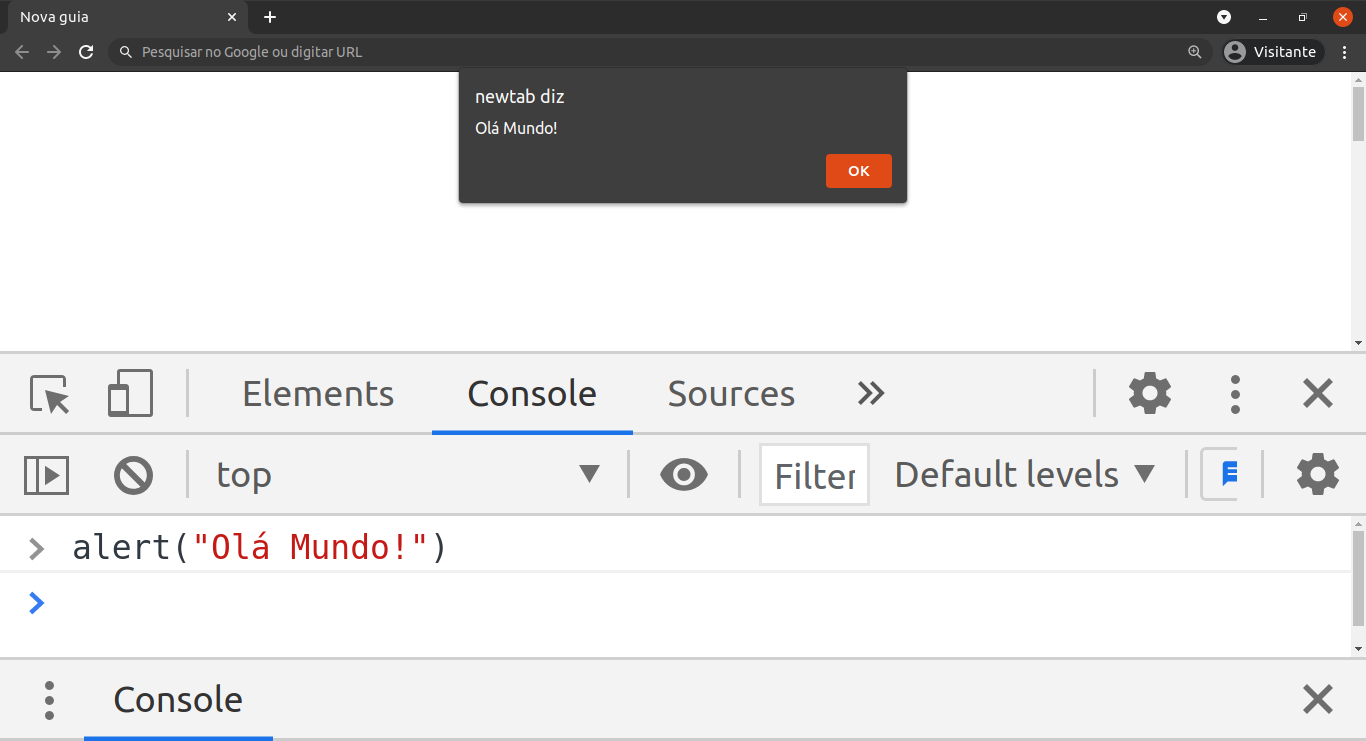 Nova guia
Pesquisar no Google ou digitar URL
Visitante
newtab diz
Olá Mundo!
OK
Elements Console Sources
top Filter Default levels
alert("Olá Mundo!")
Console